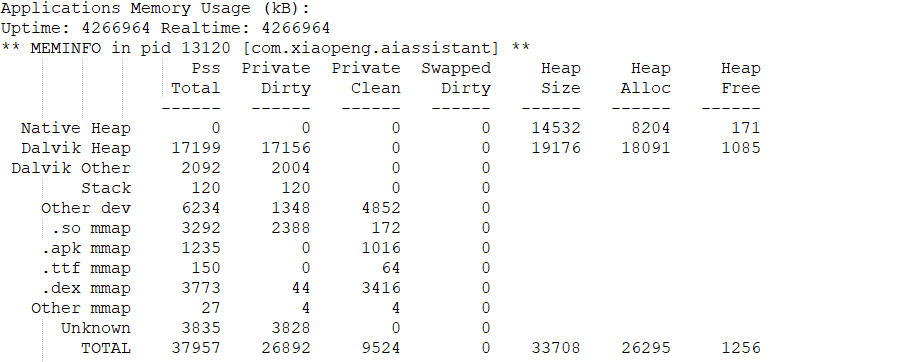 Applications Memory Usage (kB):
Uptime: 4266964 Realtime: 4266964
** MEMINFO in pid 13120 [com.xiaopeng.aiassistant] **
Pss Private Private Swapped Heap Heap Heap
Total Dirty Clean Dirty Size Alloc Free
------ ------ ------ ------ ------ ------ ------
Native Heap 0 0 0 0 14532 8204 171
Dalvik Heap 17199 17156 0 0 19176 18091 1085
Dalvik Other 2092 2004 0 0
Stack 120 120 0 0
Other dev 6234 1348 4852 0
.so mmap 3292 2388 172 0
.apk mmap 1235 0 1016 0
.ttf mmap 150 0 64 0
.dex mmap 3773 44 3416 0
Other mmap 27 4 4 0
Unknown 3835 3828 0 0
TOTAL 37957 26892 9524 0 33708 26295 1256